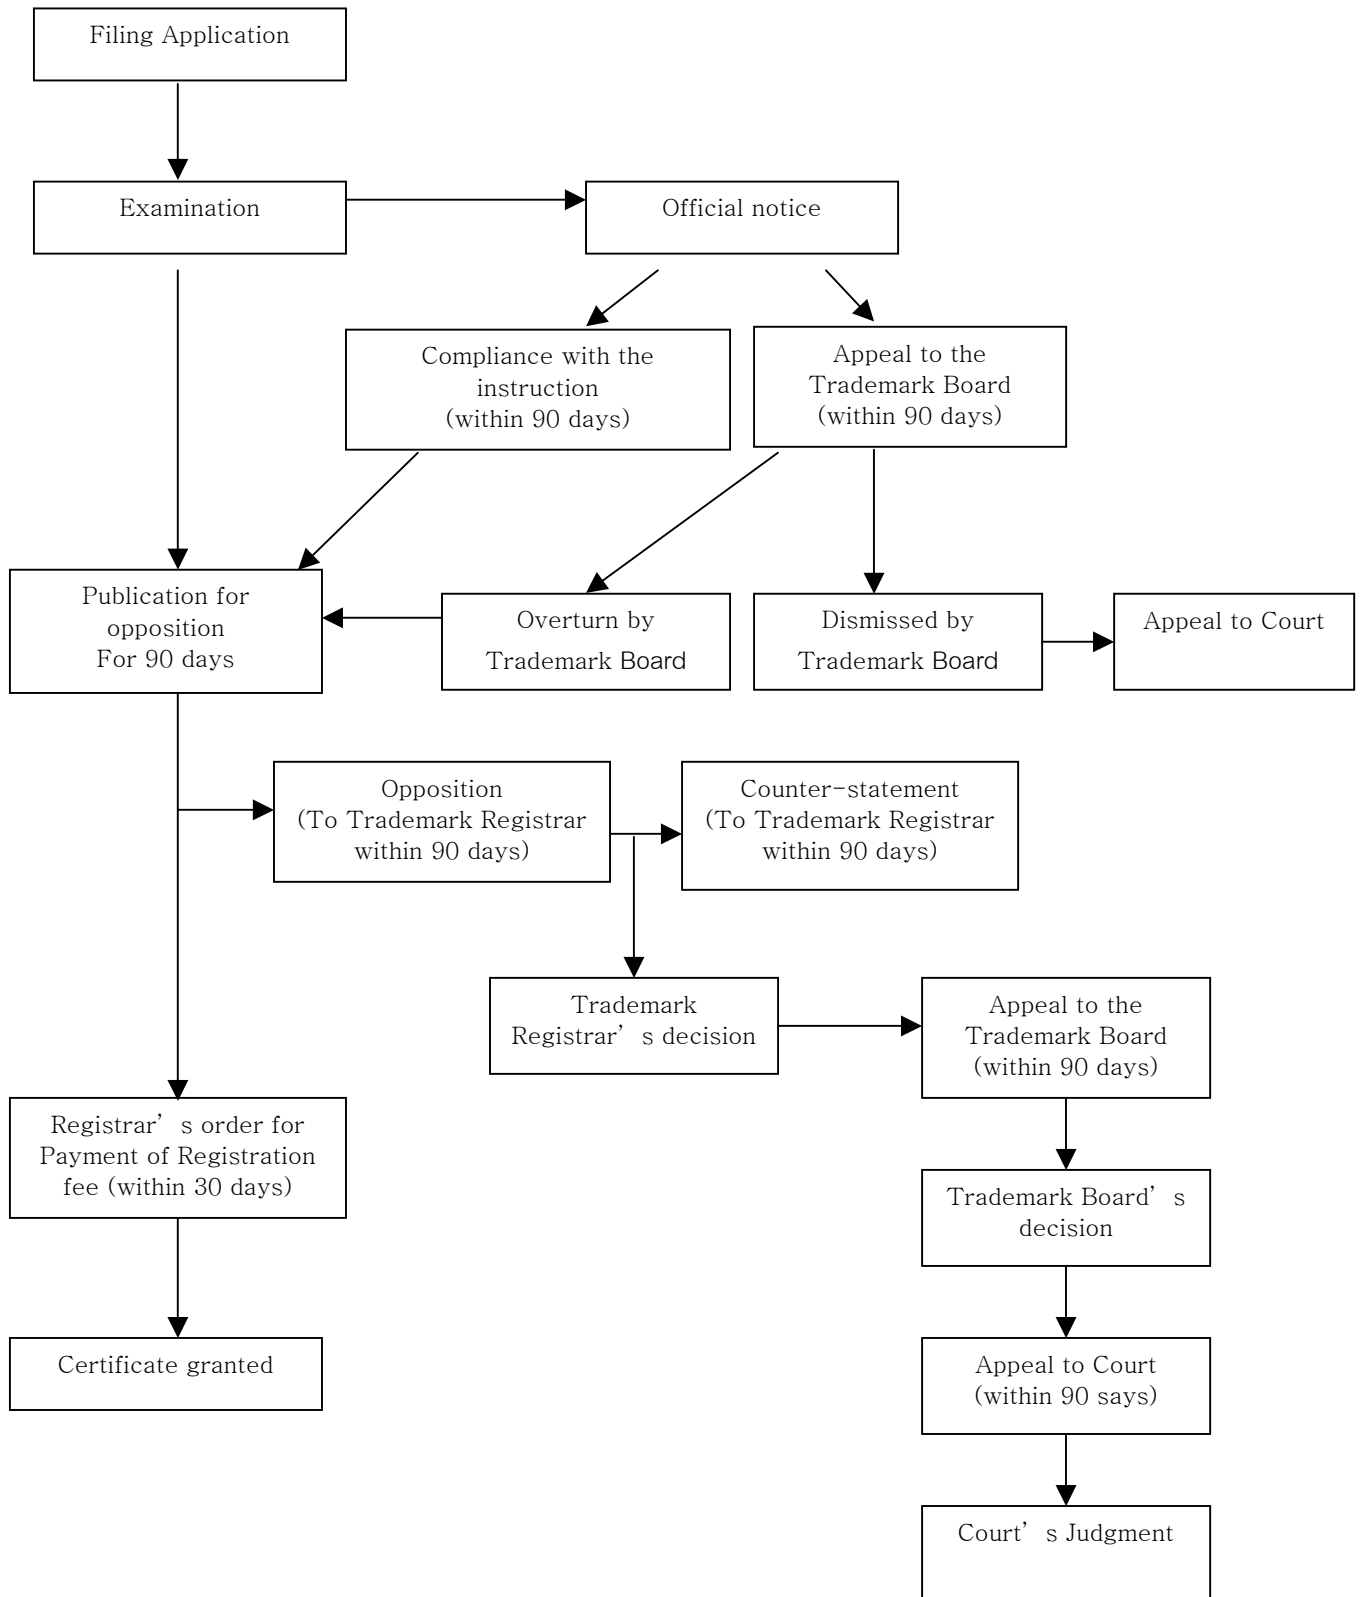 Filing Application
Examination
Official notice
Compliance with the
instruction
(within 90 days)
Appeal to the
Trademark Board
(within 90 days)
Publication for
opposition
For 90 days
Overturn by
Trademark Board
Dismissed by
Trademark Board
Appeal to Court
Opposition
(To Trademark Registrar
within 90 days)
Counter-statement
(To Trademark Registrar
within 90 days)
Trademark
Registrar’s decision
Appeal to the
Trademark Board
(within 90 days)
Registrar’s order for
Payment of Registration
fee (within 30 days)
Trademark Board’s
decision
Certificate granted
Appeal to Court
(within 90 says)
Court’s Judgment